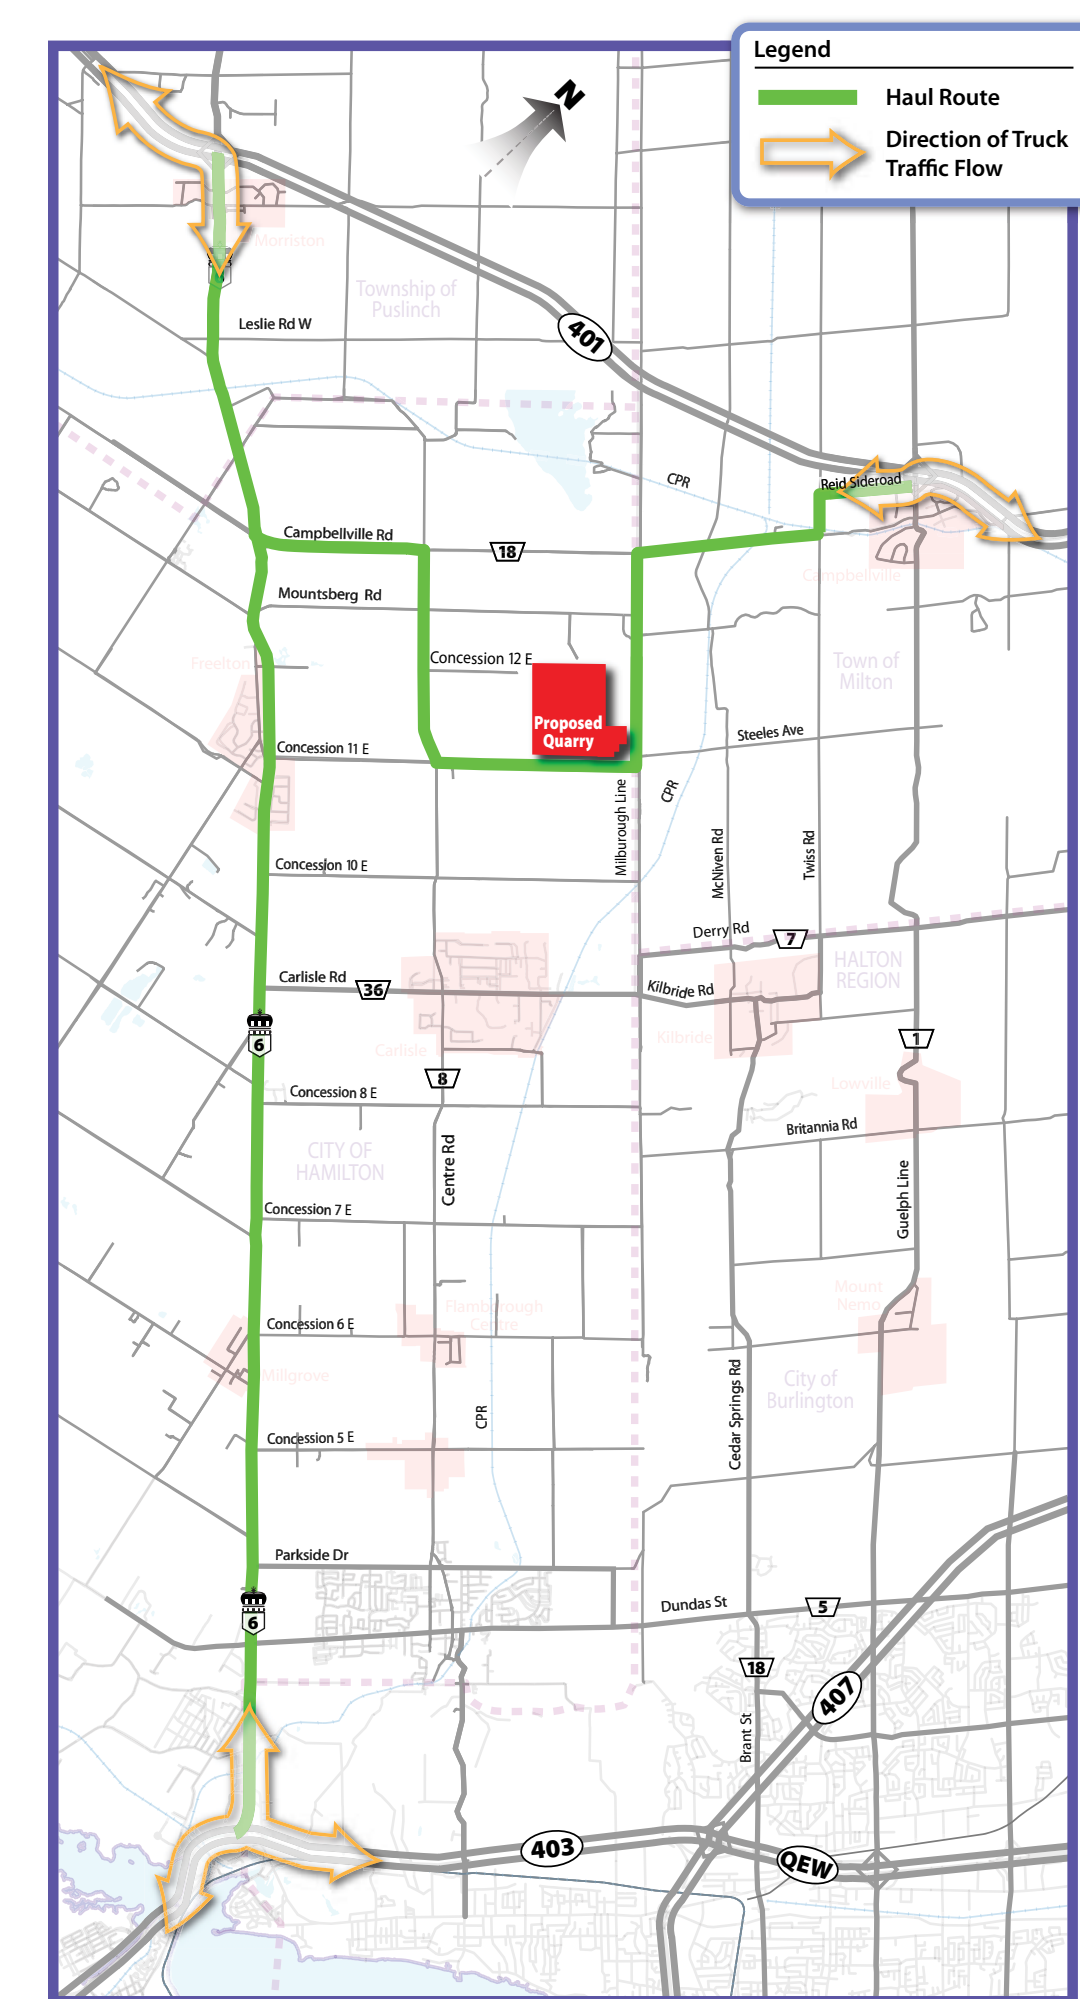 Legend
Haul Route
Direction of Truck
Traffic Flow
N
Morriston
Township of
Puslinch
Leslie Rd W
401
CPR
Reid Sideroad
Campbellville Rd
18
Campbellville
Mountsberg Rd
Freelton
Concession 12 E
Town of
Milton
Proposed
Quarry
Concession 11 E
Steeles Ave
Milburough Line
CPR
McNiven Rd
Twiss Rd
Concession 10 E
Derry Rd
7
HALTON
REGION
Carlisle Rd
36
Kilbride Rd
6
Carlisle
Kilbride
1
8
Lowville
Concession 8 E
Britannia Rd
CITY OF
HAMILTON
Centre Rd
Guelph Line
Concession 7 E
Mount
Nemo
Flamborough
Centre
Concession 6 E
Millgrove
City of
Burlington
Cedar Springs Rd
CPR
Concession 5 E
Parkside Dr
6
Dundas St
5
18
407
Brant St
403
QEW